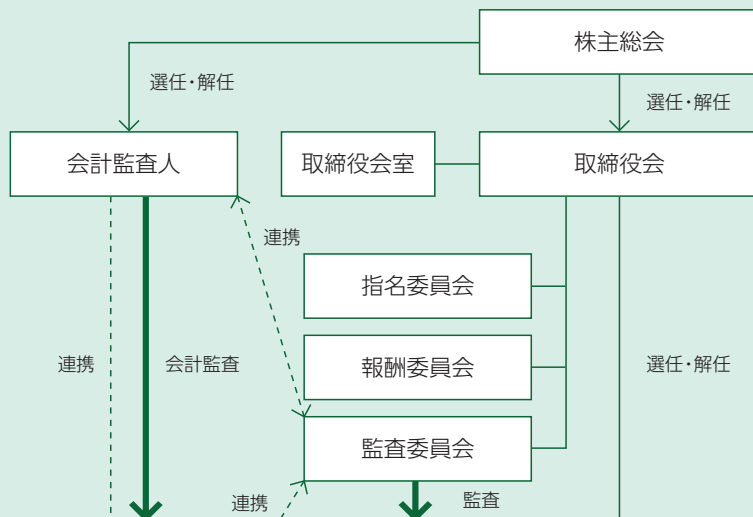 株主総会
選任・解任
選任・解任
会計監査人
取締役会室
取締役会
連携
指名委員会
連携
会計監査
報酬委員会
選任・解任
監査委員会
連携
監査